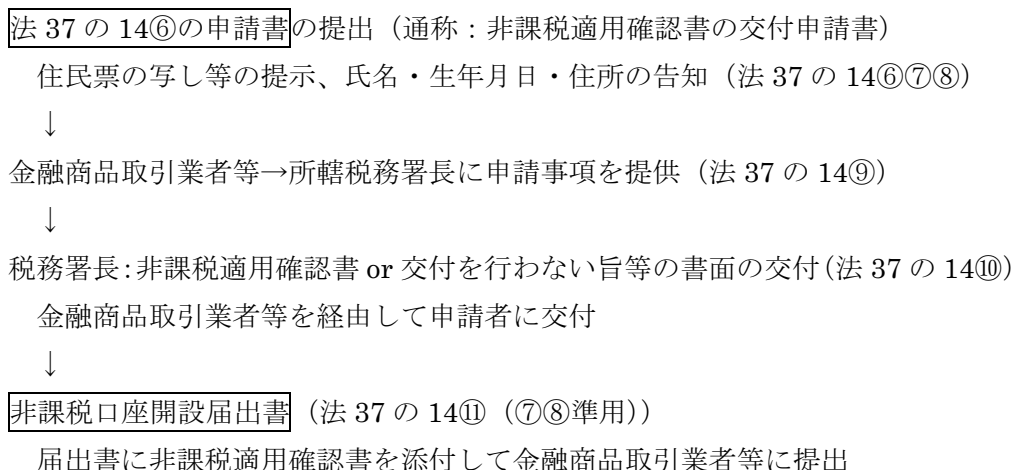 法 37 の 14⑥の申請書の提出（通称：非課税適用確認書の交付申請書）
住民票の写し等の提示、氏名・生年月日・住所の告知（法 37 の 14⑥⑦⑧）
↓
金融商品取引業者等→所轄税務署長に申請事項を提供（法 37 の 14⑨）
↓
税務署長：非課税適用確認書 or 交付を行わない旨等の書面の交付（法 37 の 14⑩）
金融商品取引業者等を経由して申請者に交付
↓
非課税口座開設届出書（法 37 の 14⑪（⑦⑧準用））
届出書に非課税適用確認書を添付して金融商品取引業者等に提出